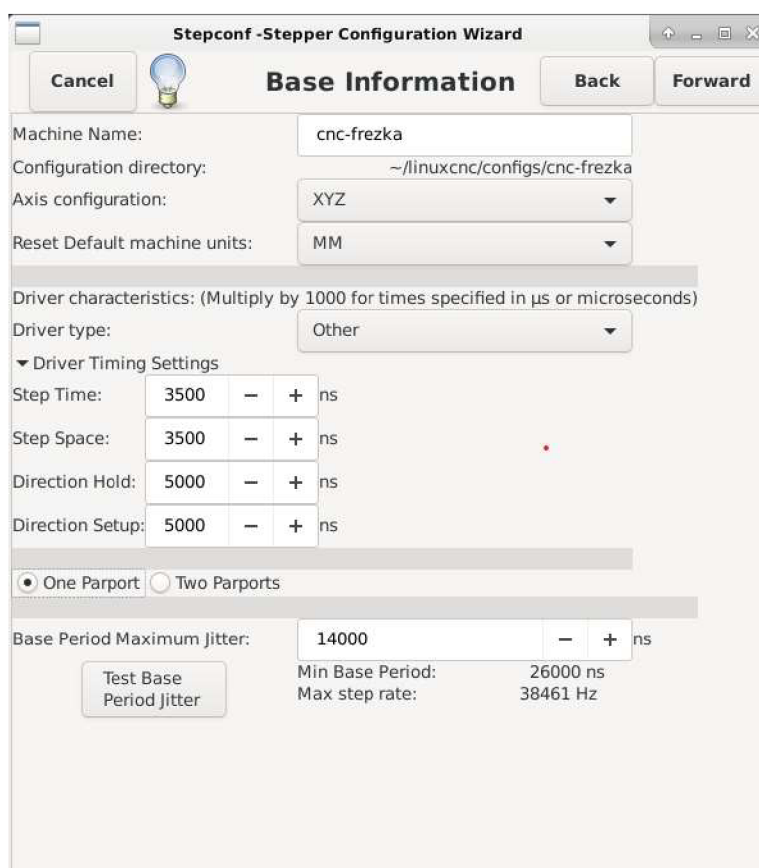 Stepconf -Stepper Configuration Wizard
Cancel Base Information Back Forward
Machine Name: cnc-frezka
Configuration directory: ~/linuxcnc/configs/cnc-frezka
Axis configuration: XYZ
Reset Default machine units: MM
Driver characteristics: (Multiply by 1000 for times specified in µs or microseconds)
Driver type: Other
Driver Timing Settings
Step Time: 3500 − + ns
Step Space: 3500 − + ns
Direction Hold: 5000 − + ns
Direction Setup: 5000 − + ns
One Parport Two Parports
Base Period Maximum Jitter: 14000 − + ns
Test Base
Period Jitter
Min Base Period: 26000 ns
Max step rate: 38461 Hz